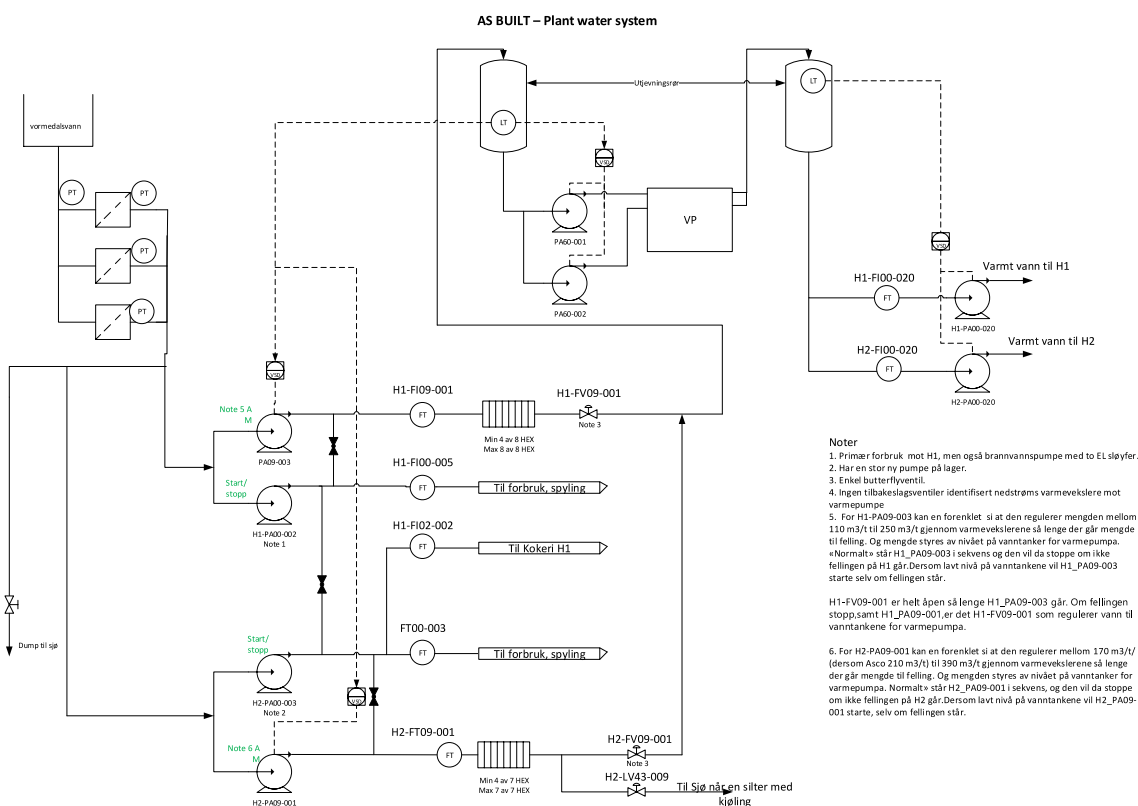 AS BUILT – Plant water system
vormedalsvann
PT
PT
PT
PT
LT
Utjevningsrør
LT
VSD
PA60-001
VP
PA60-002
VSD
Varmt vann til H1
H1-FI00-020
FT
H1-PA00-020
Varmt vann til H2
H2-FI00-020
FT
H2-PA00-020
VSD
Note 5 A
M
PA09-003
H1-FI09-001
FT
Min 4 av 8 HEX
Max 8 av 8 HEX
H1-FV09-001
Note 3
Start/
stopp
H1-PA00-002
Note 1
H1-FI00-005
FT
Til forbruk, spyling
H1-FI02-002
FT
Til Kokeri H1
Dump til sjø
Start/
stopp
H2-PA00-003
Note 2
FT00-003
FT
Til forbruk, spyling
VSD
Note 6 A
M
H2-PA09-001
H2-FT09-001
FT
Min 4 av 7 HEX
Max 7 av 7 HEX
H2-FV09-001
Note 3
H2-LV43-009
Til Sjø når en silter med
kjøling
Noter
1. Primær forbruk mot H1, men også brannvannspumpe med to EL sløyfer.
2. Har en stor ny pumpe på lager.
3. Enkel butterflyventil.
4. Ingen tilbakeslagsventiler identifisert nedstrøms varmevekslere mot
varmepumpe
5. For H1-PA09-003 kan en forenklet si at den regulerer mengden mellom
110 m3/t til 250 m3/t gjennom varmevekslerene så lenge der går mengde
til felling. Og mengde styres av nivået på vanntanker for varmepumpa.
«Normalt» står H1_PA09-003 i sekvens og den vil da stoppe om ikke
fellingen på H1 går.Dersom lavt nivå på vanntankene vil H1_PA09-003
starte selv om fellingen står.
H1-FV09-001 er helt åpen så lenge H1_PA09-003 går. Om fellingen
stopp,samt H1_PA09-001,er det H1-FV09-001 som regulerer vann til
vanntankene for varmepumpa.
6. For H2-PA09-001 kan en forenklet si at den regulerer mellom 170 m3/t/
(dersom Asco 210 m3/t) til 390 m3/t gjennom varmevekslerene så lenge
der går mengde til felling. Og mengden styres av nivået på vanntanker for
varmepumpa. Normalt» står H2_PA09-001 i sekvens, og den vil da stoppe
om ikke fellingen på H2 går.Dersom lavt nivå på vanntankene vil H2_PA09-
001 starte, selv om fellingen står.